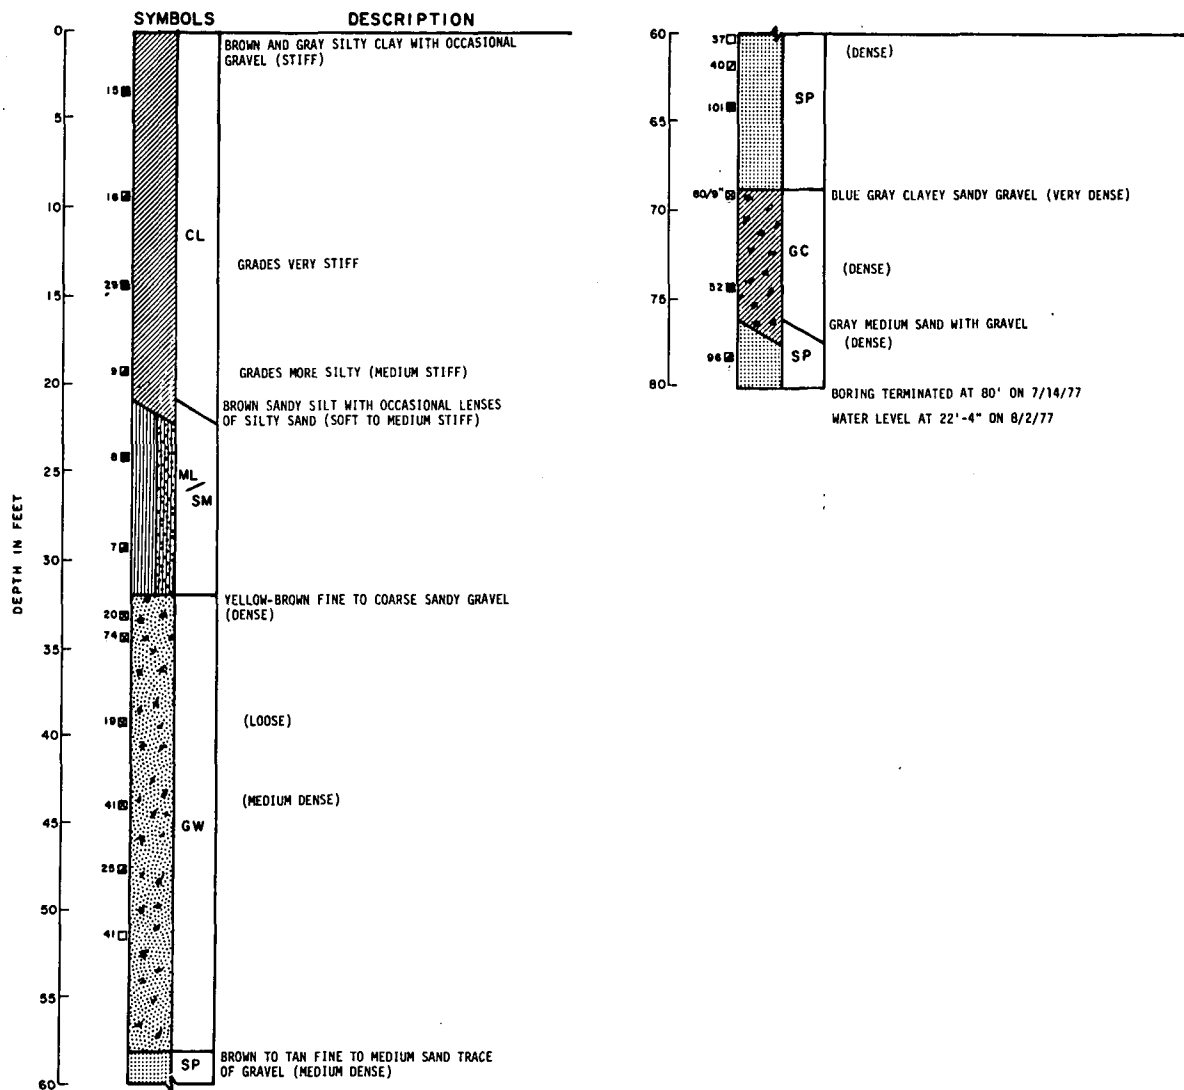 SYMBOLS DESCRIPTION
0
BROWN AND GRAY SILTY CLAY WITH OCCASIONAL
GRAVEL (STIFF)
15
5
16
10
CL
GRADES VERY STIFF
25
15
9
GRADES MORE SILTY (MEDIUM STIFF)
20
BROWN SANDY SILT WITH OCCASIONAL LENSES
OF SILTY SAND (SOFT TO MEDIUM STIFF)
8
25
ML
/
SM
DEPTH IN FEET
7
30
YELLOW-BROWN FINE TO COARSE SANDY GRAVEL
(DENSE)
20
74
35
19
(LOOSE)
40
41
(MEDIUM DENSE)
GW
45
25
50
41
55
SP
BROWN TO TAN FINE TO MEDIUM SAND TRACE
OF GRAVEL (MEDIUM DENSE)
60
60
37
(DENSE)
40
SP
101
65
80/9"
BLUE GRAY CLAYEY SANDY GRAVEL (VERY DENSE)
70
GC
(DENSE)
52
75
GRAY MEDIUM SAND WITH GRAVEL
(DENSE)
96
SP
80
BORING TERMINATED AT 80' ON 7/14/77
WATER LEVEL AT 22'-4" ON 8/2/77